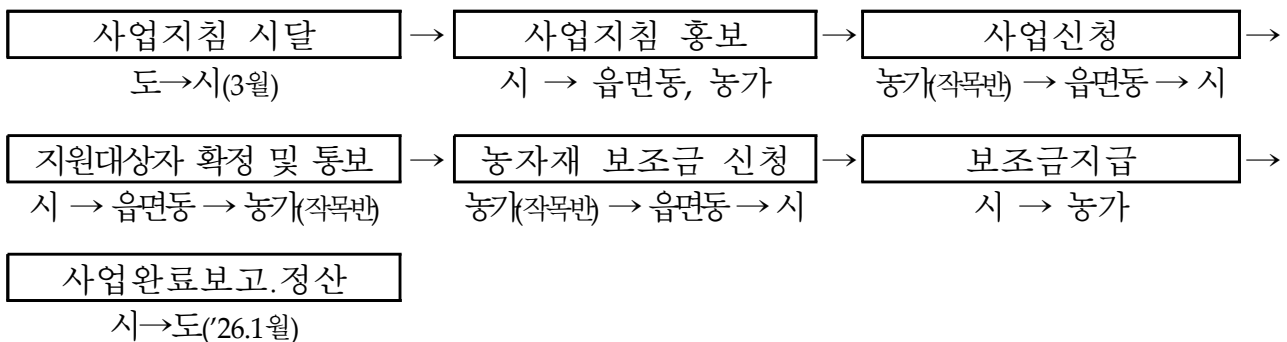 사업지침 시달 → 사업지침 홍보 → 사업신청 →
도→시(3월) 시 → 읍면동, 농가 농가(작목반) → 읍면동 → 시
지원대상자 확정 및 통보 → 농자재 보조금 신청 → 보조금지급 →
시 → 읍면동 → 농가(작목반) 농가(작목반) → 읍면동 → 시 시 → 농가
사업완료보고.정산
시→도('26.1월)